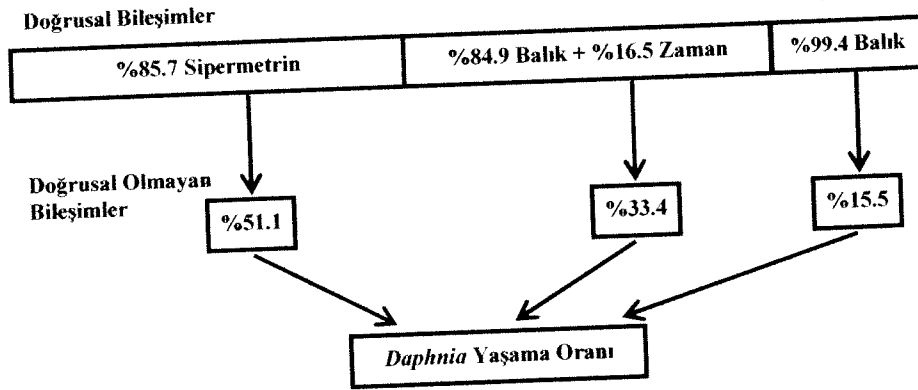 Doğrusal Bileşimler
%85.7 Sipermetrin
%84.9 Balık + %16.5 Zaman
%99.4 Balık
Doğrusal Olmayan
Bileşimler
%51.1
%33.4
%15.5
Daphnia Yaşama Oranı